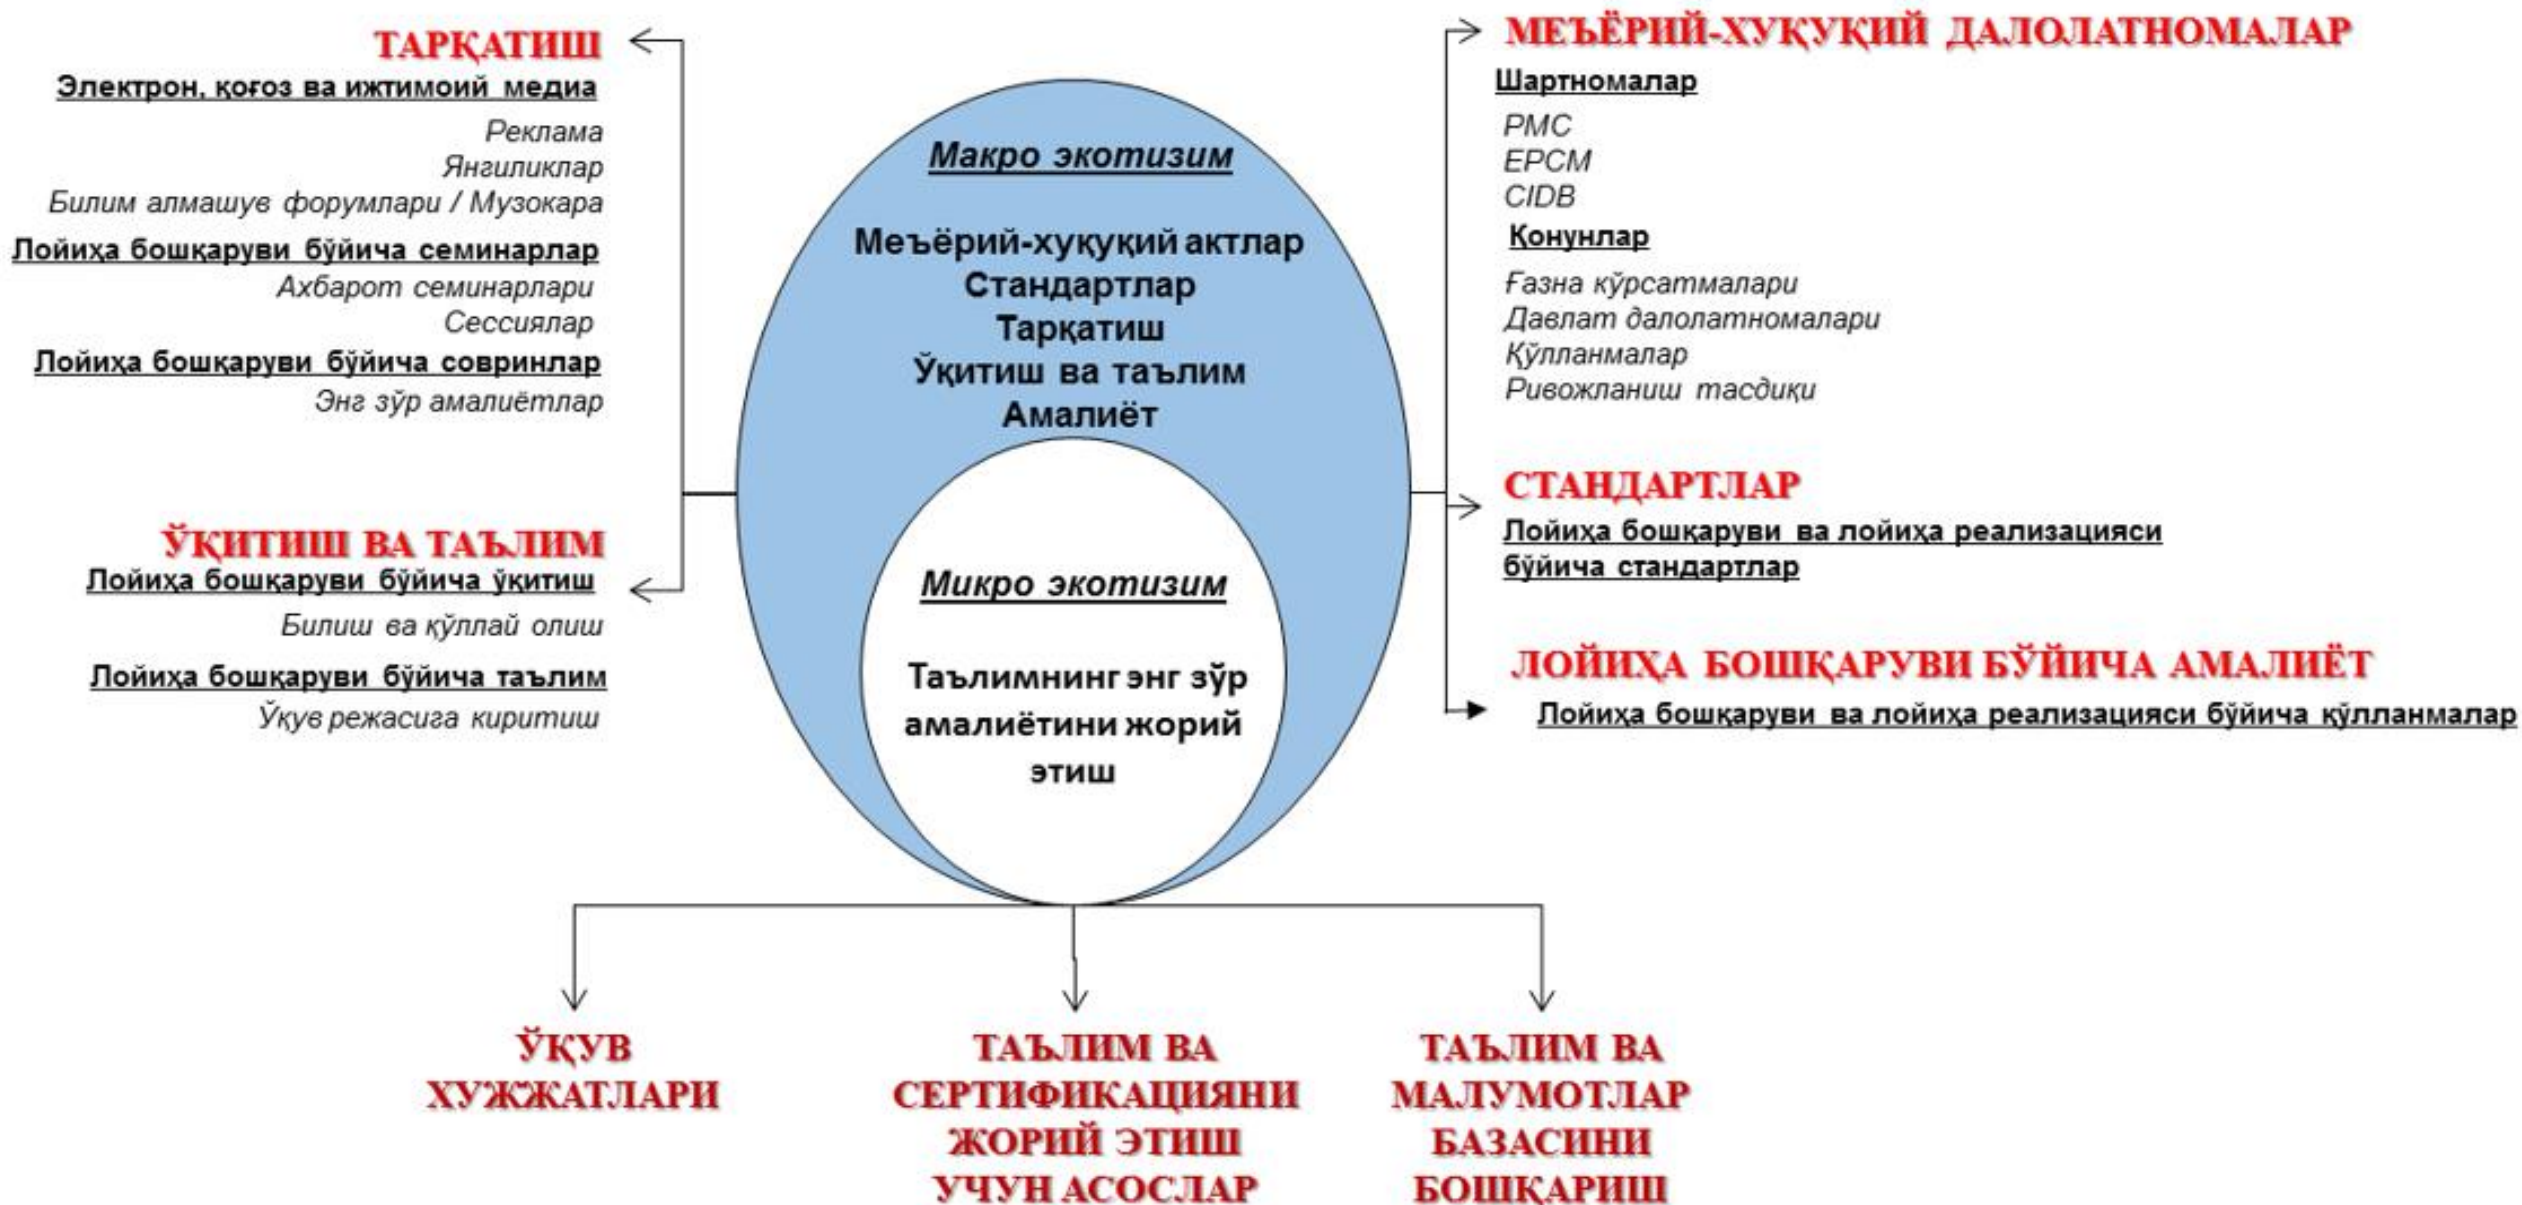 ТАРҚАТИШ
Электрон, қоғоз ва ижтимоий медиа
Реклама
Янгиликлар
Билим алмашув форумлари / Музокара
Лойиҳа бошқаруви бўйича семинарлар
Ахбарот семинарлари
Сессиялар
Лойиҳа бошқаруви бўйича совринлар
Энг зўр амалиётлар
ЎҚИТИШ ВА ТАЪЛИМ
Лойиҳа бошқаруви бўйича ўқитиш
Билиш ва қўллай олиш
Лойиҳа бошқаруви бўйича таълим
Ўқув режасига киритиш
Макро экотизим
Меъёрий-хуқуқий актлар
Стандартлар
Тарқатиш
Ўқитиш ва таълим
Амалиёт
Микро экотизим
Таълимнинг энг зўр
амалиётини жорий
этиш
МЕЪЁРИЙ-ХУҚУҚИЙ ДАЛОЛАТНОМАЛАР
Шартномалар
PMC
EPCM
CIDB
Қонунлар
Ғазна кўрсатмалари
Давлат далолатномалари
Қўлланмалар
Ривожланиш тасдиқи
СТАНДАРТЛАР
Лойиҳа бошқаруви ва лойиҳа реализацияси
бўйича стандартлар
ЛОЙИҲА БОШҚАРУВИ БЎЙИЧА АМАЛИЁТ
Лойиҳа бошқаруви ва лойиҳа реализацияси бўйича қўлланмалар
ЎҚУВ
ХУЖЖАТЛАРИ
ТАЪЛИМ ВА
СЕРТИФИКАЦИЯНИ
ЖОРИЙ ЭТИШ
УЧУН АСОСЛАР
ТАЪЛИМ ВА
МАЛУМОТЛАР
БАЗАСИНИ
БОШҚАРИШ